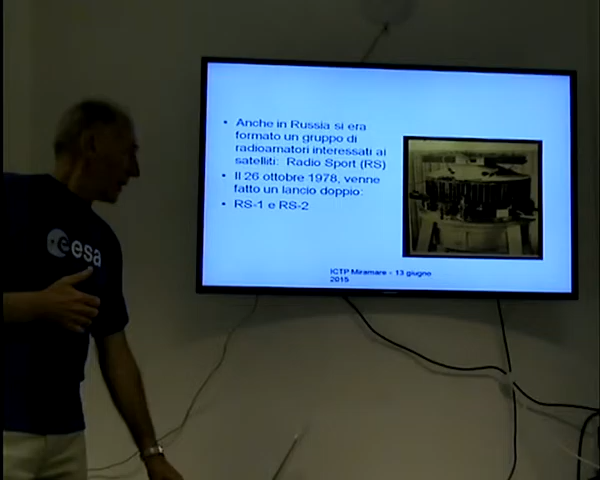 • Anche in Russia si era
formato un gruppo di
radioamatori interessati ai
satelliti: Radio Sport (RS)
• Il 26 ottobre 1978, venne
fatto un lancio doppio:
• RS-1 e RS-2
ICTP Miramare - 13 giugno
2015
esa